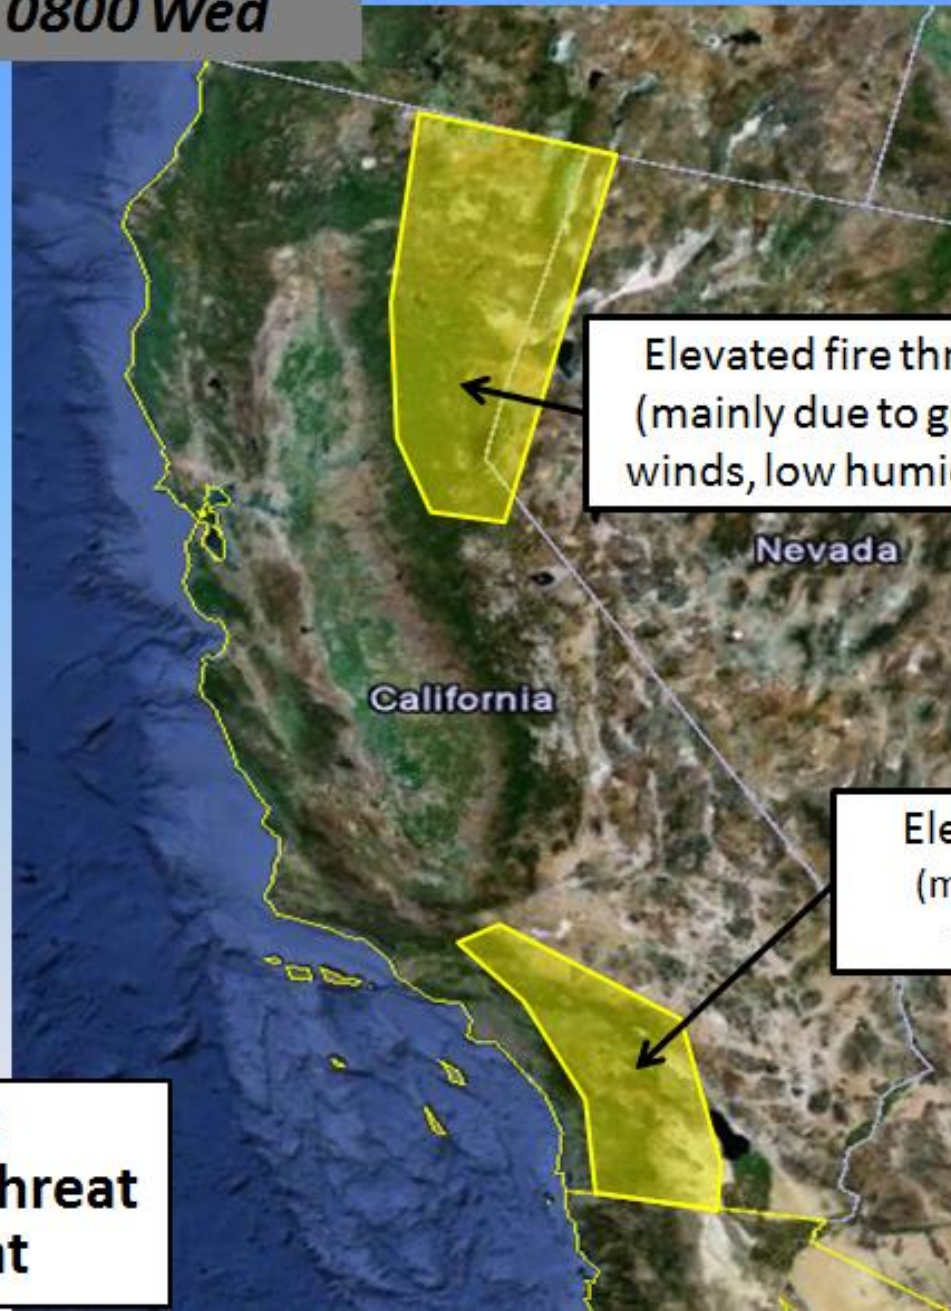 0800 Wed
Elevated fire thr
(mainly due to g
winds, low humi
Nevada
California
Ele
(m
hreat
t